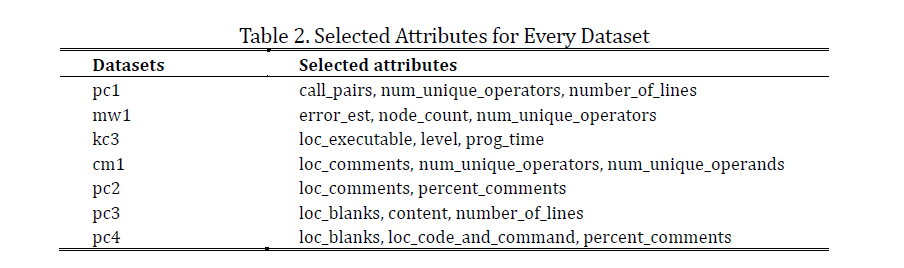 Table 2. Selected Attributes for Every Dataset
Datasets Selected attributes
pc1 call_pairs, num_unique_operators, number_of_lines
mw1 error_est, node_count, num_unique_operators
kc3 loc_executable, level, prog_time
cm1 loc_comments, num_unique_operators, num_unique_operands
pc2 loc_comments, percent_comments
pc3 loc_blanks, content, number_of_lines
pc4 loc_blanks, loc_code_and_command, percent_comments